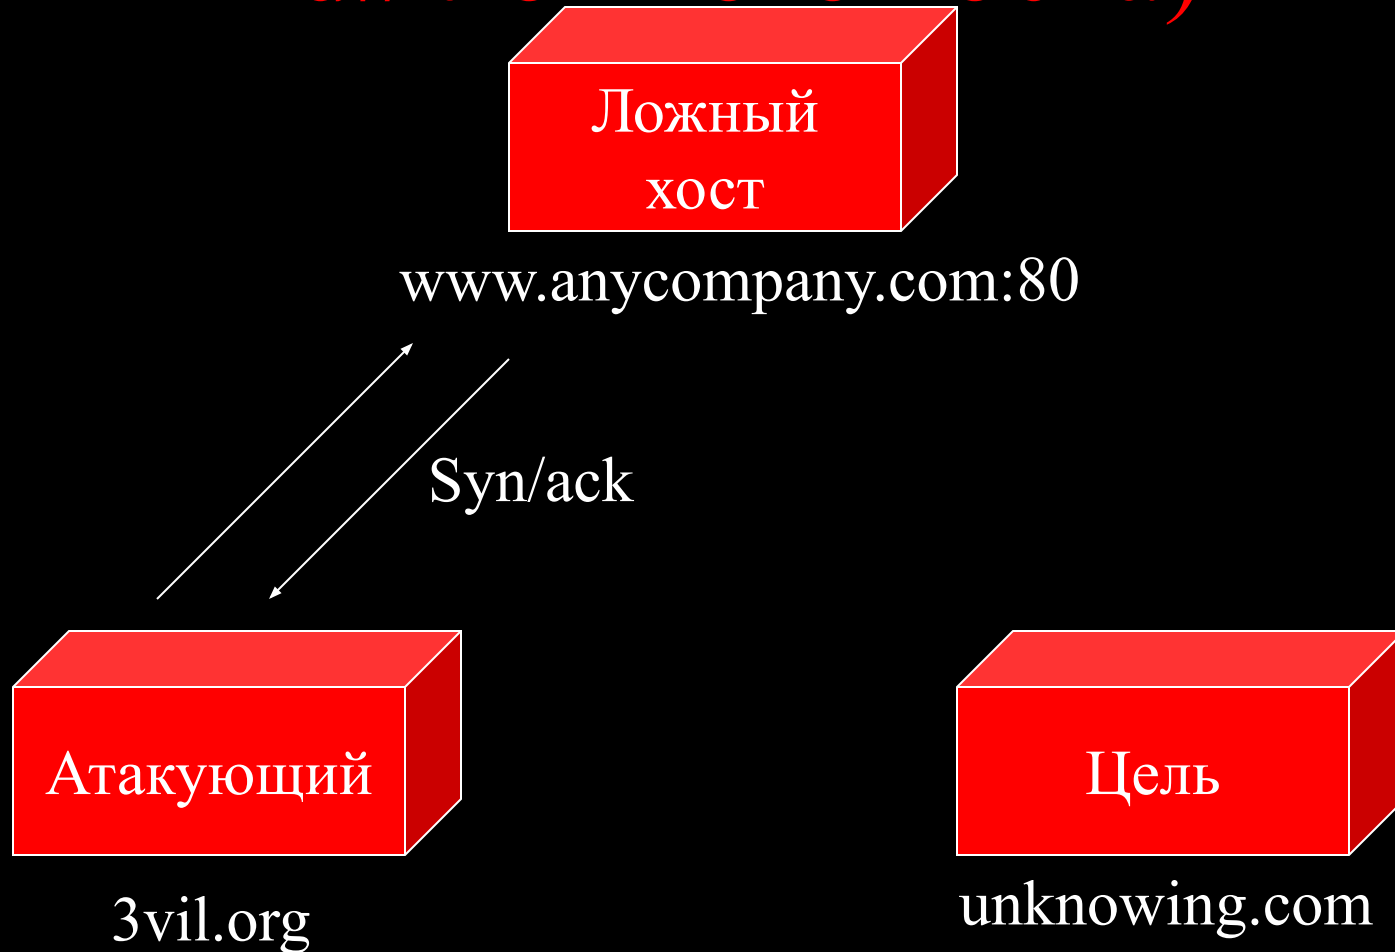 Ложный
хост
www.anycompany.com:80
Syn/ack
Атакующий
Цель
3vil.org
unknowing.com